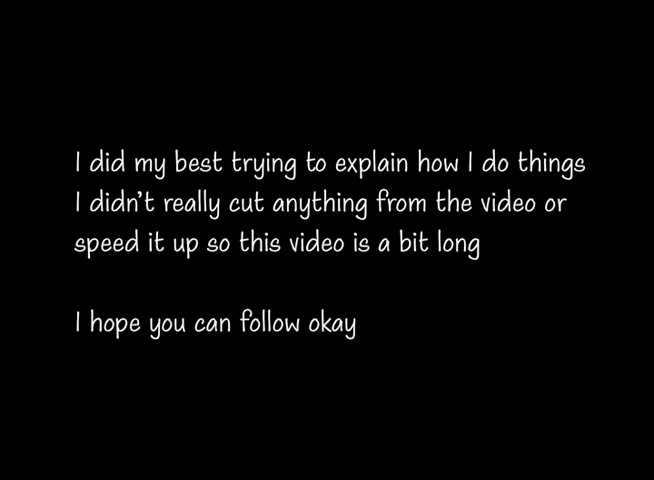 I did my best trying to explain how I do things
I didn't really cut anything from the video or
speed it up so this video is a bit long
I hope you can follow okay